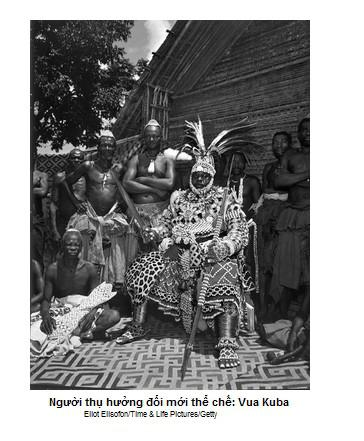 Người thụ hưởng đổi mới thể chế: Vua Kuba
Eliot Elisofon/Time & Life Pictures/Getty